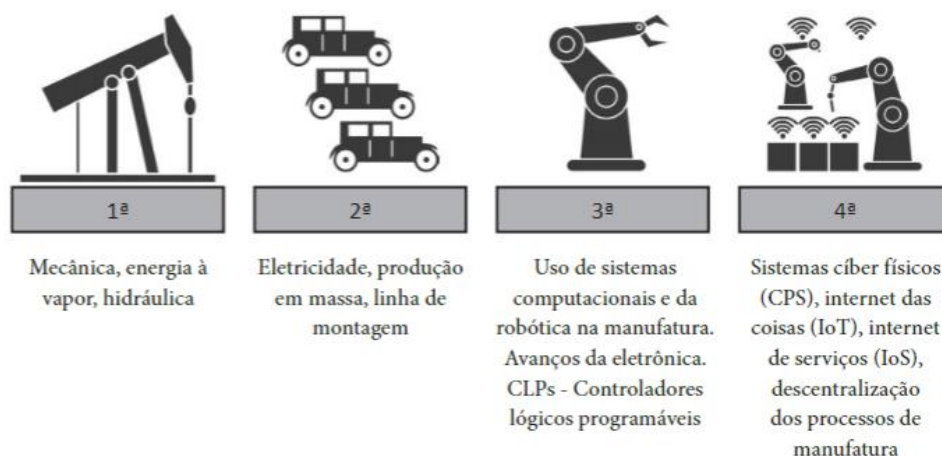 1ª
Mecânica, energia à
vapor, hidráulica
2ª
Eletricidade, produção
em massa, linha de
montagem
3ª
Uso de sistemas
computacionais e da
robótica na manufatura.
Avanços da eletrônica.
CLPs - Controladores
lógicos programáveis
4ª
Sistemas cíber físicos
(CPS), internet das
coisas (IoT), internet
de serviços (IoS),
descentralização
dos processos de
manufatura